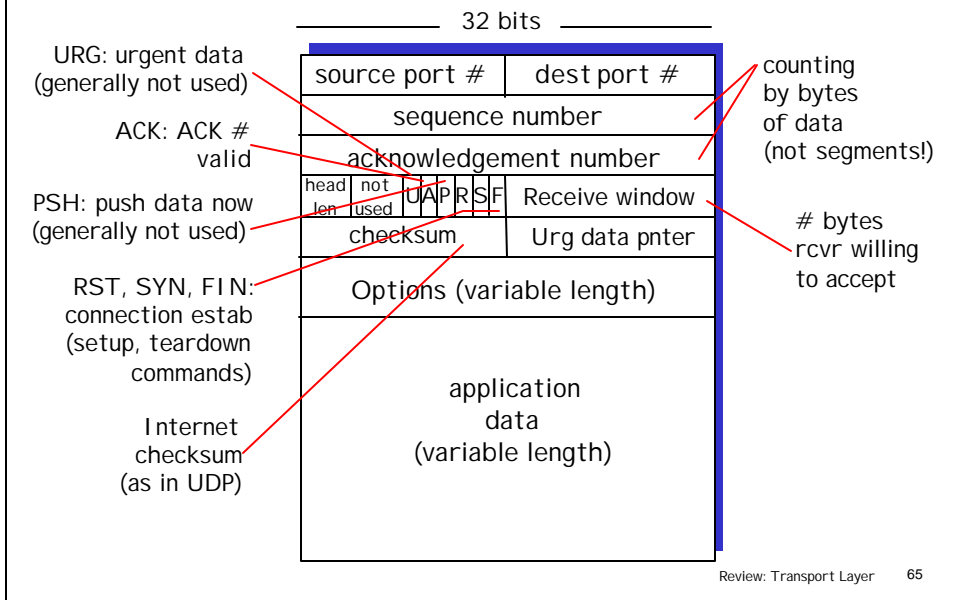 32 bits
URG: urgent data
(generally not used)
ACK: ACK #
valid
PSH: push data now
(generally not used)
RST, SYN, FIN:
connection estab
(setup, teardown
commands)
Internet
checksum
(as in UDP)
source port #
dest port #
sequence number
acknowledgement number
head
len
not
used
U A P R S F
Receive window
checksum
Urg data pnter
Options (variable length)
application
data
(variable length)
counting
by bytes
of data
(not segments!)
# bytes
rcvr willing
to accept
Review: Transport Layer 65